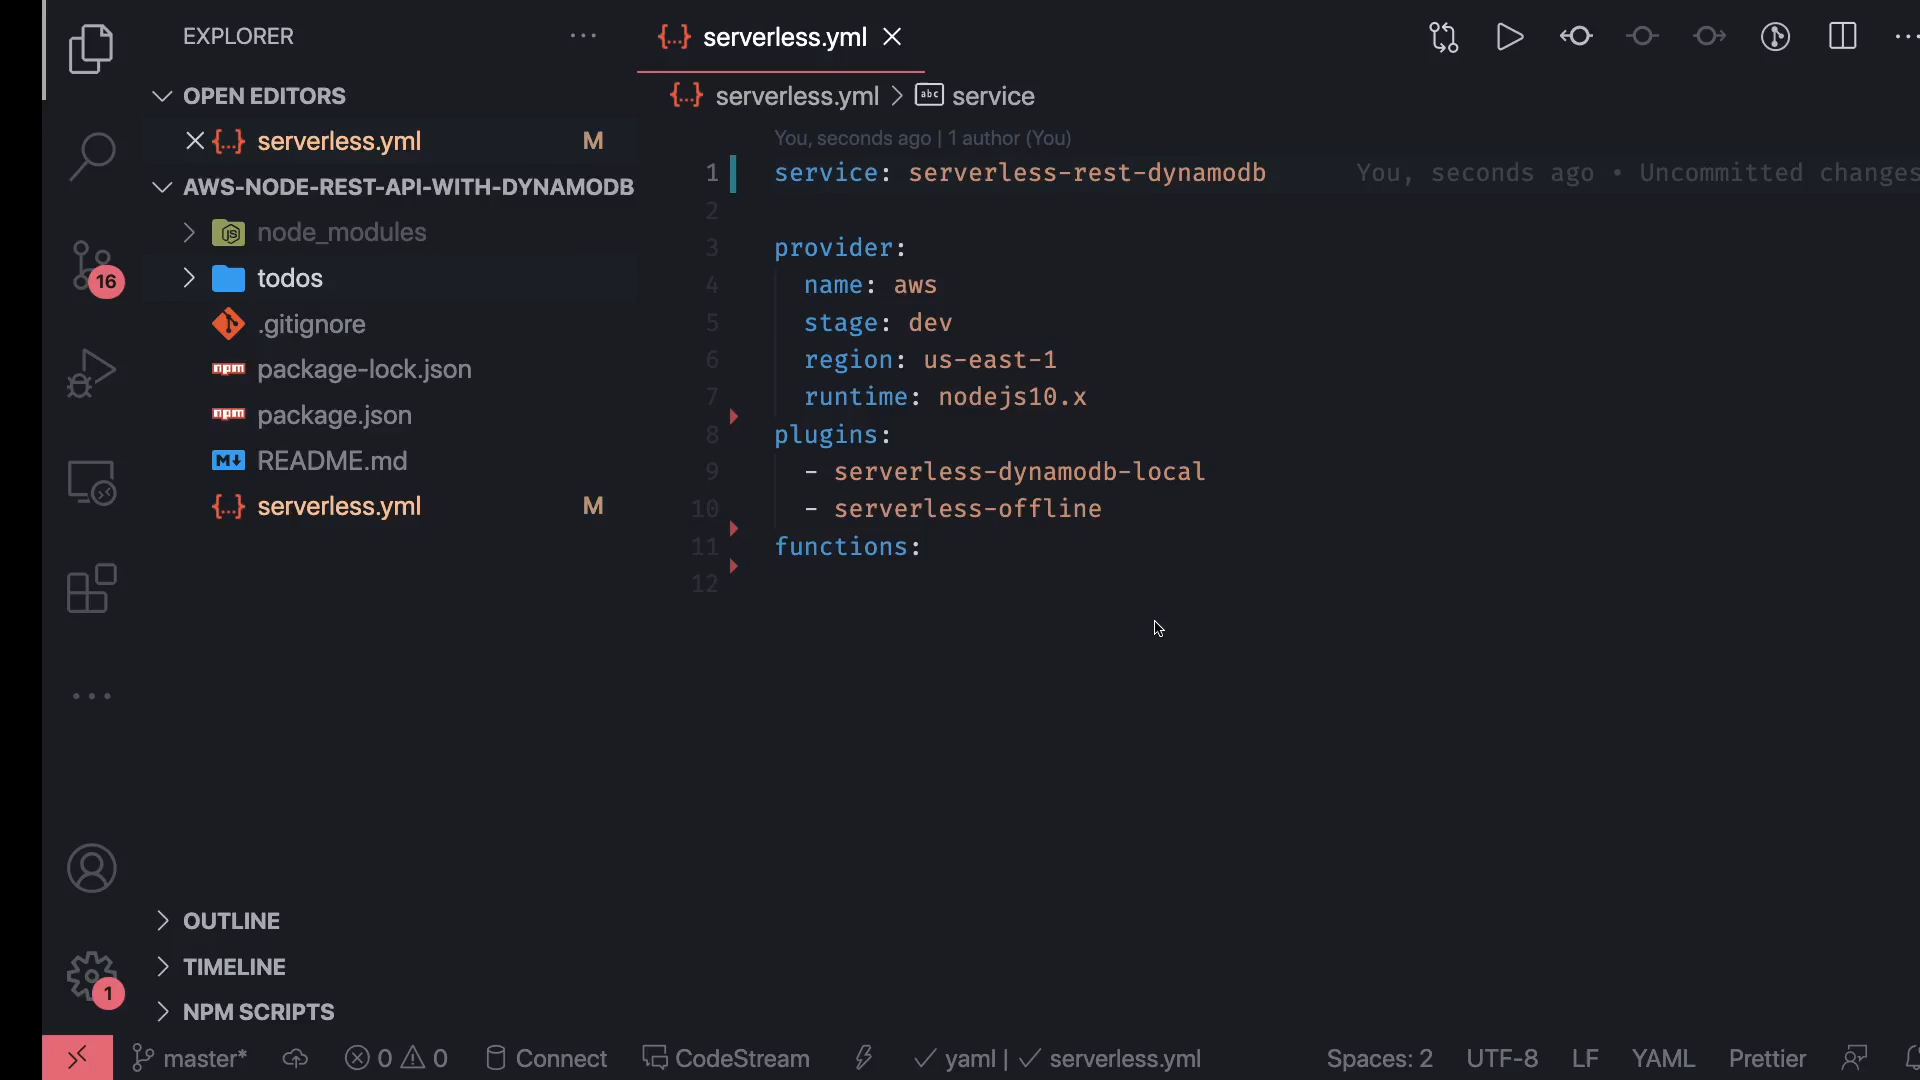 EXPLORER
OPEN EDITORS
serverless.yml M
AWS-NODE-REST-API-WITH-DYNAMODB
node_modules
todos
.gitignore
package-lock.json
package.json
README.md
serverless.yml M
OUTLINE
TIMELINE
NPM SCRIPTS
16
1
serverless.yml
serverless.yml > service
You, seconds ago | 1 author (You)
1 service: serverless-rest-dynamodb You, seconds ago • Uncommitted changes
2
3 provider:
4 name: aws
5 stage: dev
6 region: us-east-1
7 runtime: nodejs10.x
8 plugins:
9 - serverless-dynamodb-local
10 - serverless-offline
11 functions:
12
master* 0 0 Connect CodeStream yaml | serverless.yml Spaces: 2 UTF-8 LF YAML Prettier